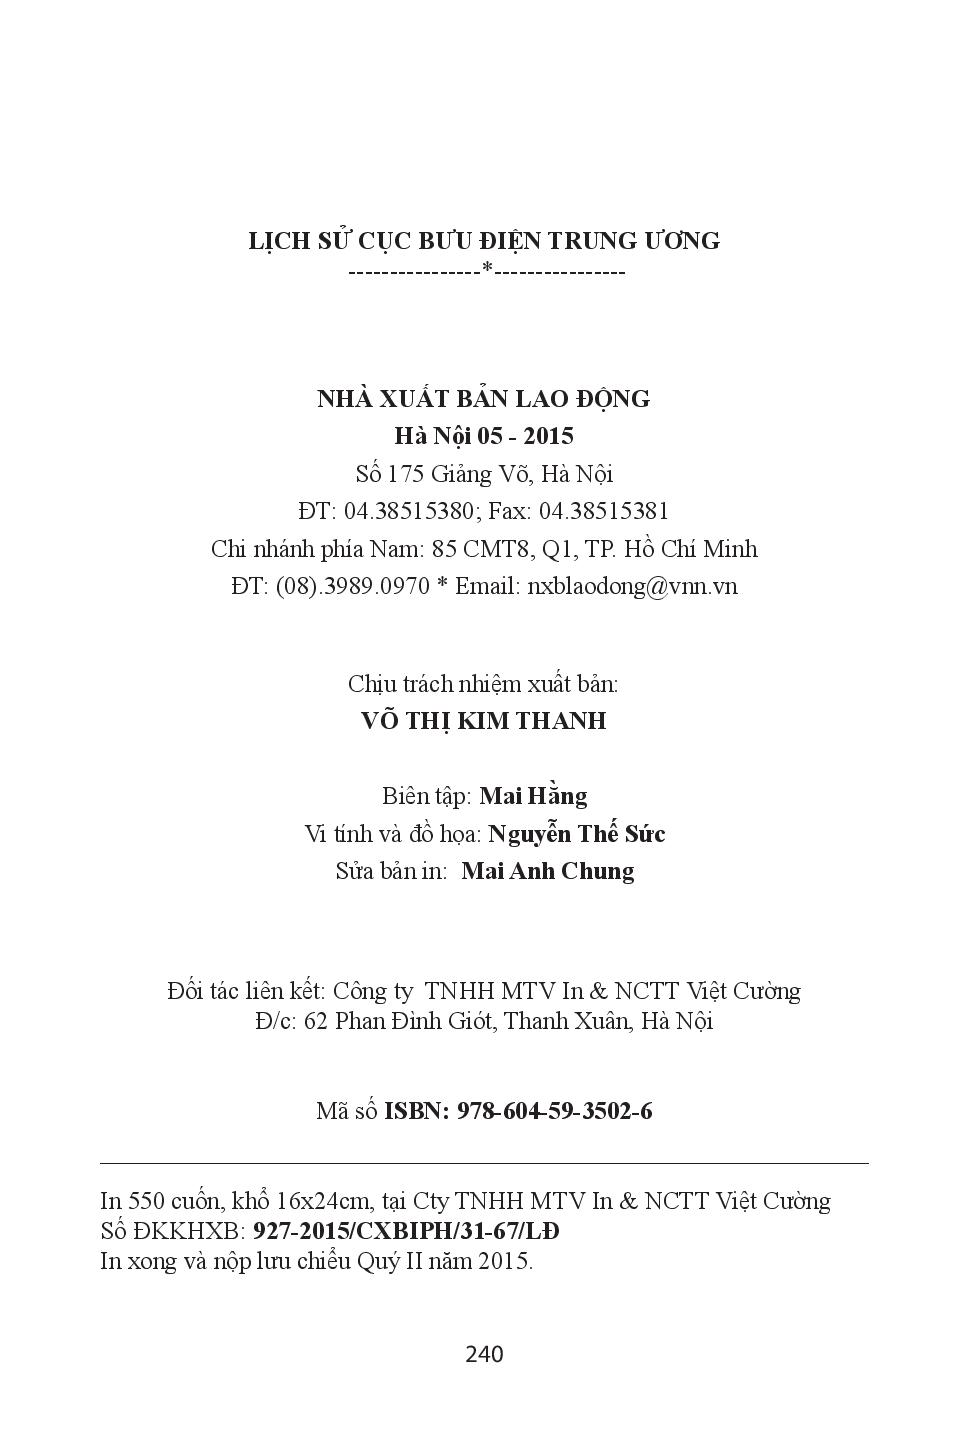 LỊCH SỬ CỤC BƯU ĐIỆN TRUNG ƯƠNG
----------------*----------------
NHÀ XUẤT BẢN LAO ĐỘNG
Hà Nội 05 - 2015
Số 175 Giảng Võ, Hà Nội
ĐT: 04.38515380; Fax: 04.38515381
Chi nhánh phía Nam: 85 CMT8, Q1, TP. Hồ Chí Minh
ĐT: (08).3989.0970 * Email: nxblaodong@vnn.vn
Chịu trách nhiệm xuất bản:
VÕ THỊ KIM THANH
Biên tập: Mai Hằng
Vi tính và đồ họa: Nguyễn Thế Sức
Sửa bản in: Mai Anh Chung
Đối tác liên kết: Công ty TNHH MTV In & NCTT Việt Cường
Đ/c: 62 Phan Đình Giót, Thanh Xuân, Hà Nội
Mã số ISBN: 978-604-59-3502-6
In 550 cuốn, khổ 16x24cm, tại Cty TNHH MTV In & NCTT Việt Cường
Số ĐKKHXB: 927-2015/CXBIPH/31-67/LĐ
In xong và nộp lưu chiểu Quý II năm 2015.
240